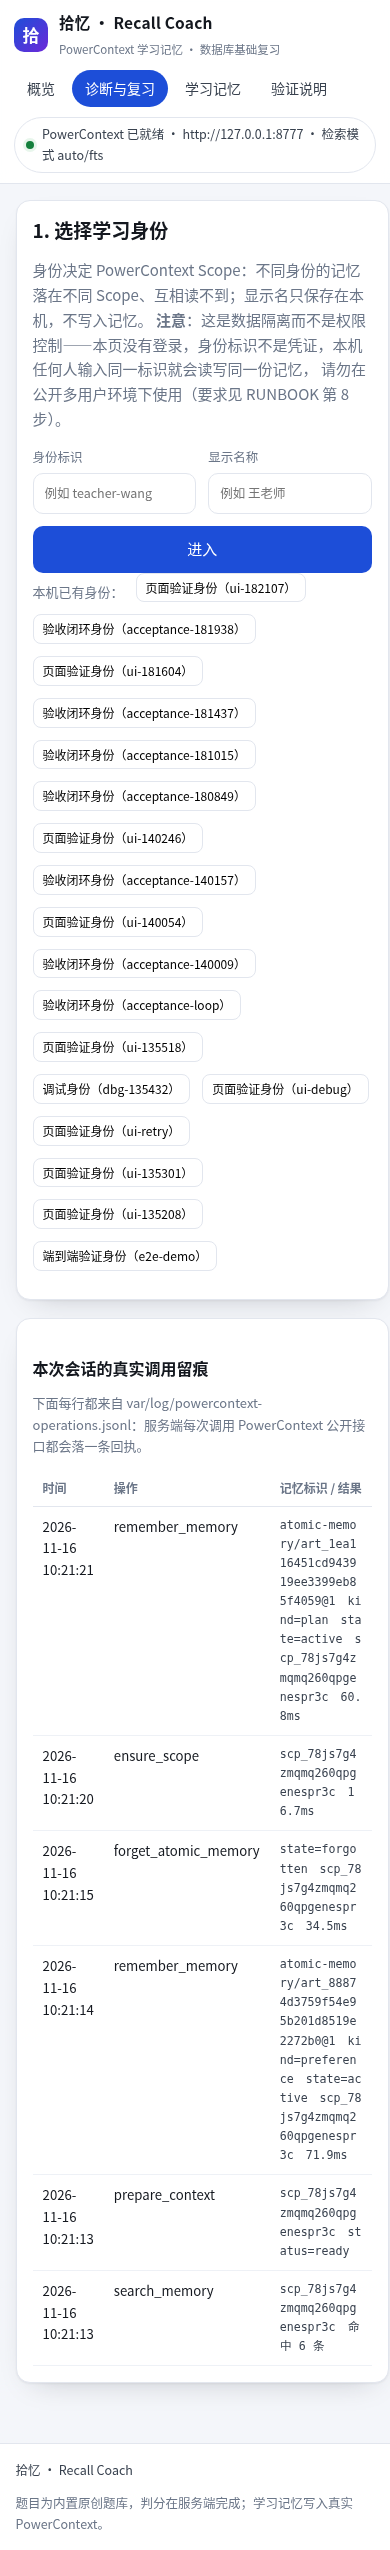 拾
拾忆 · Recall Coach
PowerContext 学习记忆 · 数据库基础复习
概览 诊断与复习 学习记忆 验证说明
PowerContext 已就绪 · http://127.0.0.1:8777 · 检索模
式 auto/fts
1. 选择学习身份
身份决定 PowerContext Scope：不同身份的记忆
落在不同 Scope、互相读不到；显示名只保存在本
机，不写入记忆。 注意：这是数据隔离而不是权限
控制——本页没有登录，身份标识不是凭证，本机
任何人输入同一标识就会读写同一份记忆， 请勿在
公开多用户环境下使用（要求见 RUNBOOK 第 8
步）。
身份标识 显示名称
例如 teacher-wang 例如 王老师
进入
本机已有身份： 页面验证身份（ui-182107）
验收闭环身份（acceptance-181938）
页面验证身份（ui-181604）
验收闭环身份（acceptance-181437）
验收闭环身份（acceptance-181015）
验收闭环身份（acceptance-180849）
页面验证身份（ui-140246）
验收闭环身份（acceptance-140157）
页面验证身份（ui-140054）
验收闭环身份（acceptance-140009）
验收闭环身份（acceptance-loop）
页面验证身份（ui-135518）
调试身份（dbg-135432） 页面验证身份（ui-debug）
页面验证身份（ui-retry）
页面验证身份（ui-135301）
页面验证身份（ui-135208）
端到端验证身份（e2e-demo）
本次会话的真实调用留痕
下面每行都来自 var/log/powercontext-
operations.jsonl：服务端每次调用 PowerContext 公开接
口都会落一条回执。
时间 操作 记忆标识 / 结果
2026-
11-16
10:21:21
remember_memory
atomic-memo
ry/art_1ea1
16451cd9439
19ee3399eb8
5f4059@1 ki
nd=plan sta
te=active s
cp_78js7g4z
mqmq260qpge
nespr3c 60.
8ms
2026-
11-16
10:21:20
ensure_scope
scp_78js7g4
zmqmq260qpg
enespr3c 1
6.7ms
2026-
11-16
10:21:15
forget_atomic_memory
state=forgo
tten scp_78
js7g4zmqmq2
60qpgenespr
3c 34.5ms
2026-
11-16
10:21:14
remember_memory
atomic-memo
ry/art_8887
4d3759f54e9
5b201d8519e
2272b0@1 ki
nd=preferen
ce state=ac
tive scp_78
js7g4zmqmq2
60qpgenespr
3c 71.9ms
2026-
11-16
10:21:13
prepare_context
scp_78js7g4
zmqmq260qpg
enespr3c st
atus=ready
2026-
11-16
10:21:13
search_memory
scp_78js7g4
zmqmq260qpg
enespr3c 命
中 6 条
拾忆 · Recall Coach
题目为内置原创题库，判分在服务端完成；学习记忆写入真实
PowerContext。